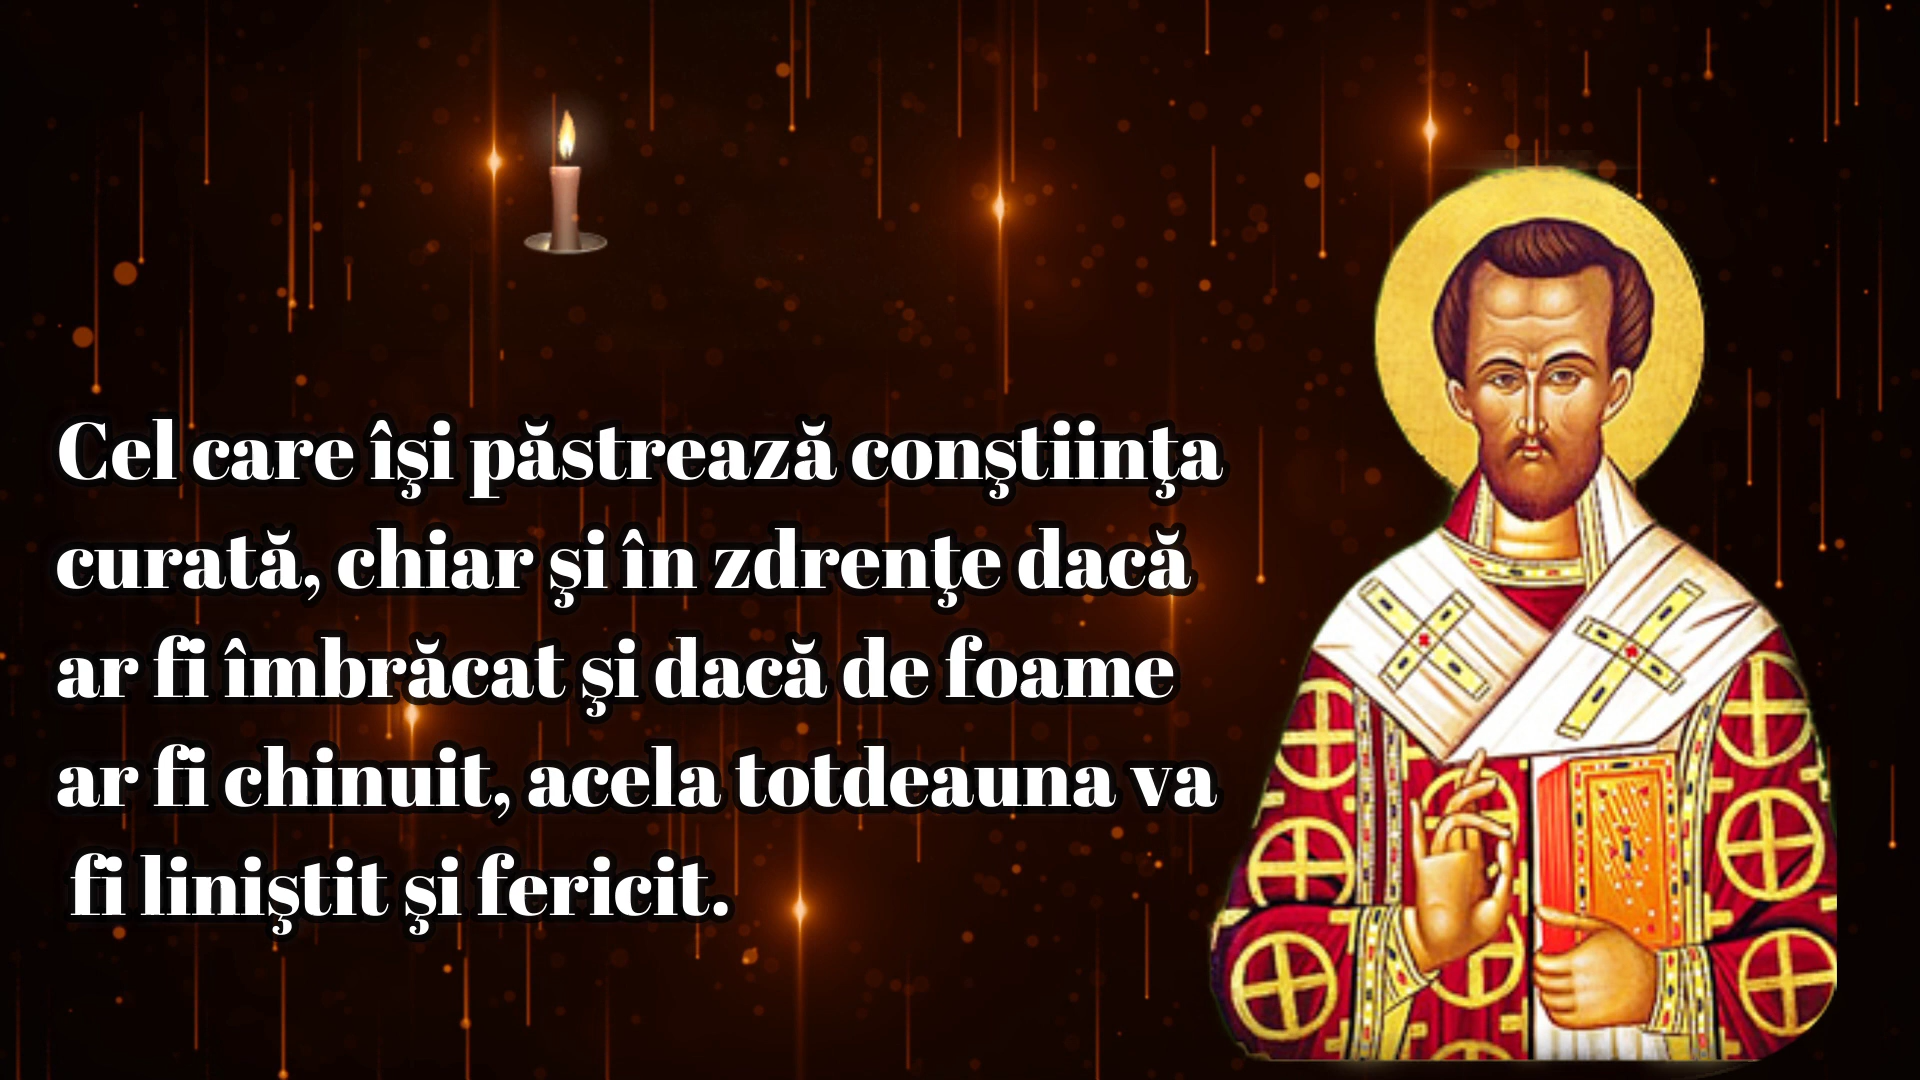 Cel care îşi păstrează conştiinţa
curată, chiar şi în zdrenţe dacă
ar fi îmbrăcat şi dacă de foame
ar fi chinuit, acela totdeauna va
fi liniştit şi fericit.